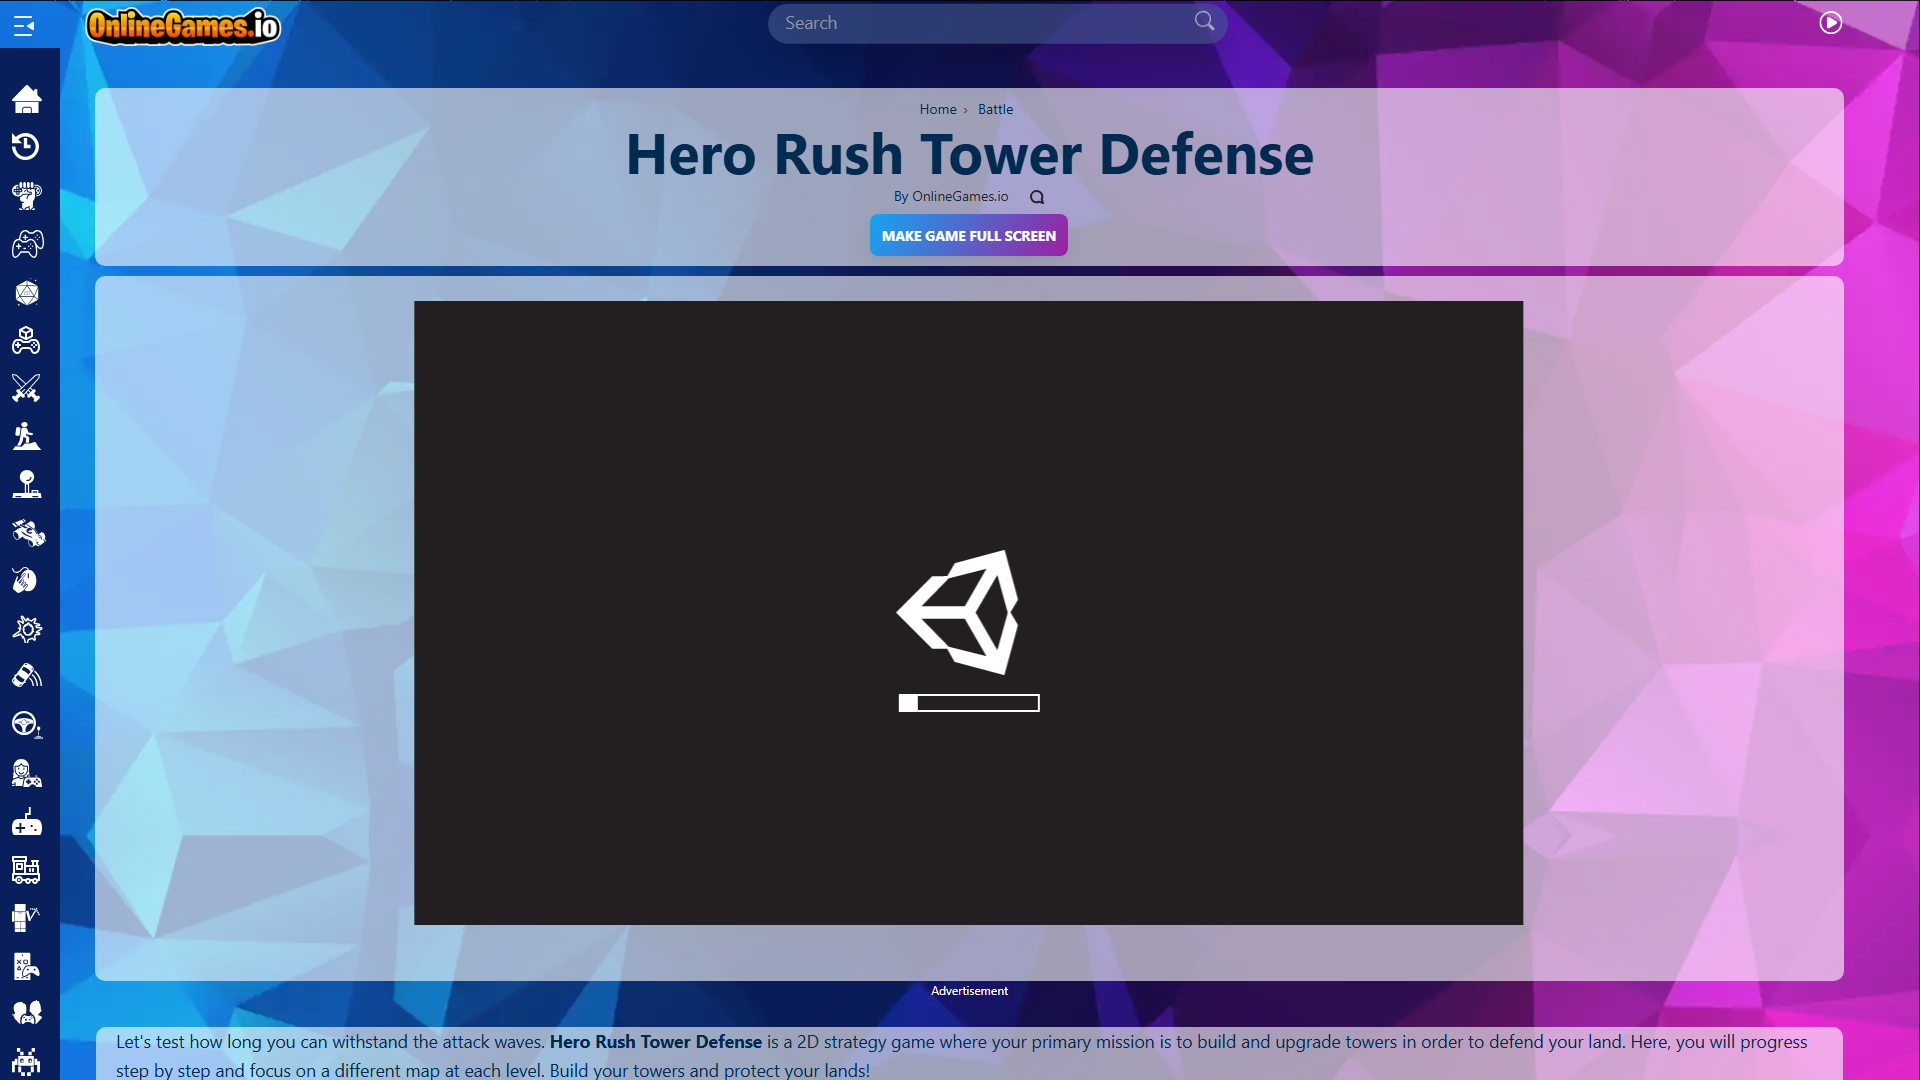 OnlineGames.io
Search
Home › Battle
Hero Rush Tower Defense
By OnlineGames.io
MAKE GAME FULL SCREEN
Advertisement
Let's test how long you can withstand the attack waves. Hero Rush Tower Defense is a 2D strategy game where your primary mission is to build and upgrade towers in order to defend your land. Here, you will progress
step by step and focus on a different map at each level. Build your towers and protect your lands!